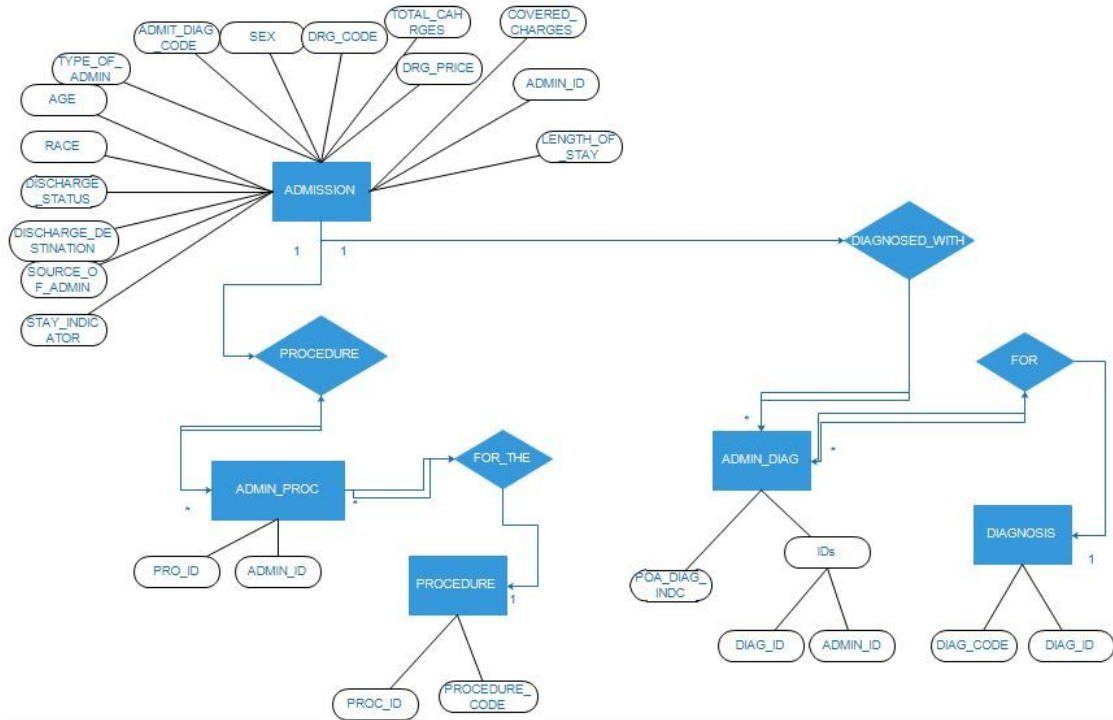 TOTAL_CAH
RGES
COVERED_
CHARGES
ADMIT_DIAG
_CODE
SEX
DRG_CODE
TYPE_OF_
ADMIN
DRG_PRICE
ADMIN_ID
AGE
RACE
LENGTH_OF
_STAY
DISCHARGE
_STATUS
ADMISSION
DISCHARGE_DE
STINATION
SOURCE_O
F_ADMIN
STAY_INDIC
ATOR
1
1
DIAGNOSED_WITH
PROCEDURE
FOR
*
*
ADMIN_DIAG
FOR_THE
ADMIN_PROC
*
*
DIAGNOSIS
1
IDs
PRO_ID
ADMIN_ID
PROCEDURE
1
POA_DIAG_
INDC
DIAG_ID
ADMIN_ID
DIAG_CODE
DIAG_ID
PROC_ID
PROCEDURE_
CODE